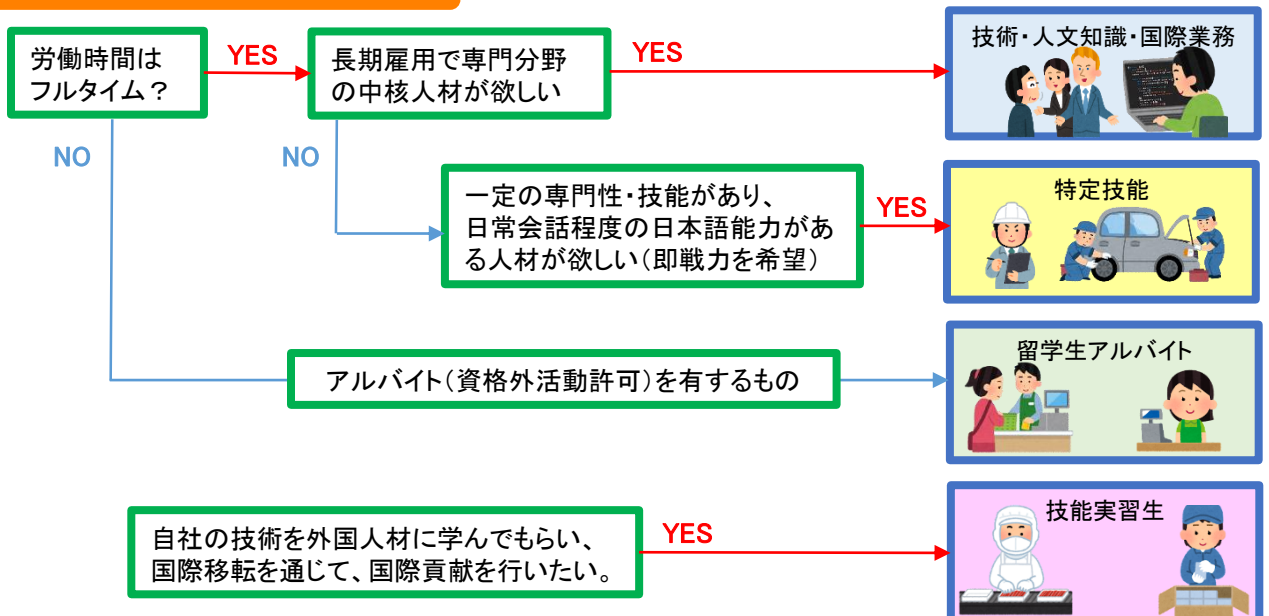 労働時間は
フルタイム？
YES
長期雇用で専門分野
の中核人材が欲しい
YES
技術・人文知識・国際業務
NO
NO
一定の専門性・技能があり、
日常会話程度の日本語能力があ
る人材が欲しい（即戦力を希望）
YES
特定技能
アルバイト（資格外活動許可）を有するもの
留学生アルバイト
自社の技術を外国人材に学んでもらい、
国際移転を通じて、国際貢献を行いたい。
YES
技能実習生